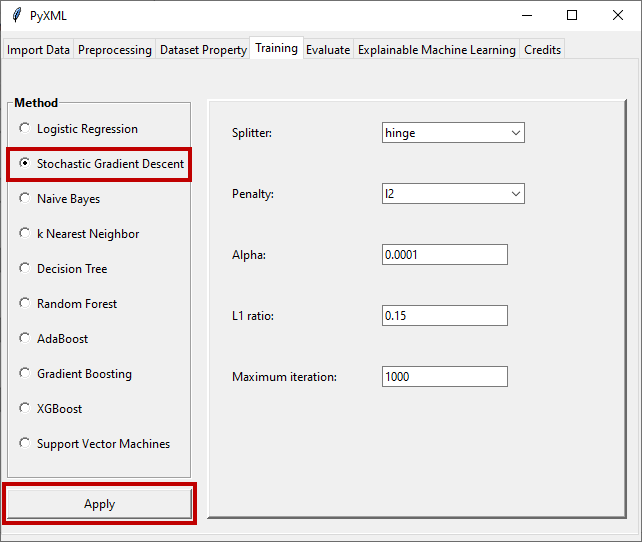 PyXML
Import Data Preprocessing Dataset Property Training Evaluate Explainable Machine Learning Credits
Method
Logistic Regression
Stochastic Gradient Descent
Naive Bayes
k Nearest Neighbor
Decision Tree
Random Forest
AdaBoost
Gradient Boosting
XGBoost
Support Vector Machines
Apply
Splitter: hinge
Penalty: l2
Alpha: 0.0001
L1 ratio: 0.15
Maximum iteration: 1000